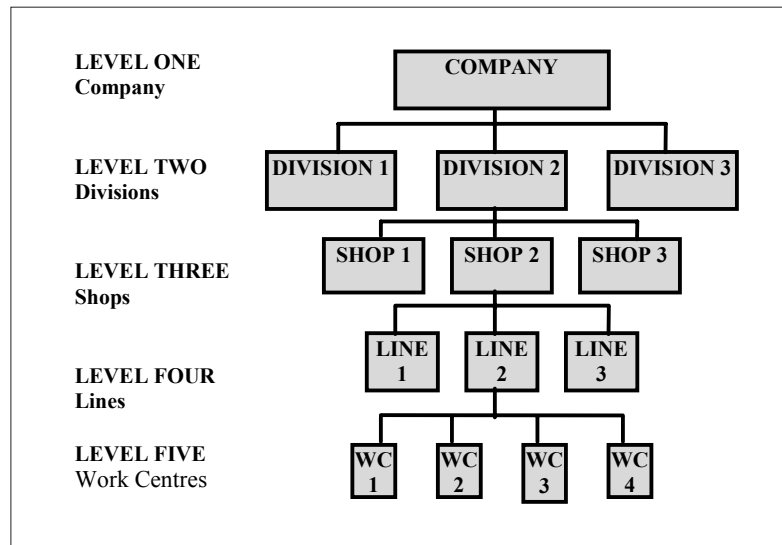 LEVEL ONE
Company
COMPANY
LEVEL TWO
Divisions
DIVISION 1
DIVISION 2
DIVISION 3
LEVEL THREE
Shops
SHOP 1
SHOP 2
SHOP 3
LEVEL FOUR
Lines
LINE
1
LINE
2
LINE
3
LEVEL FIVE
Work Centres
WC
1
WC
2
WC
3
WC
4